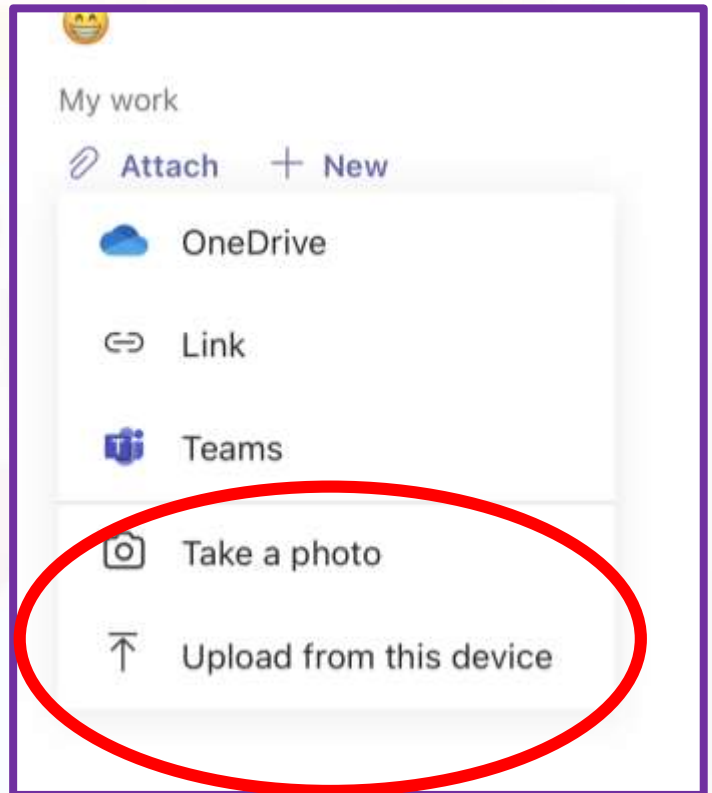 My work
Attach + New
OneDrive
Link
Teams
Take a photo
Upload from this device